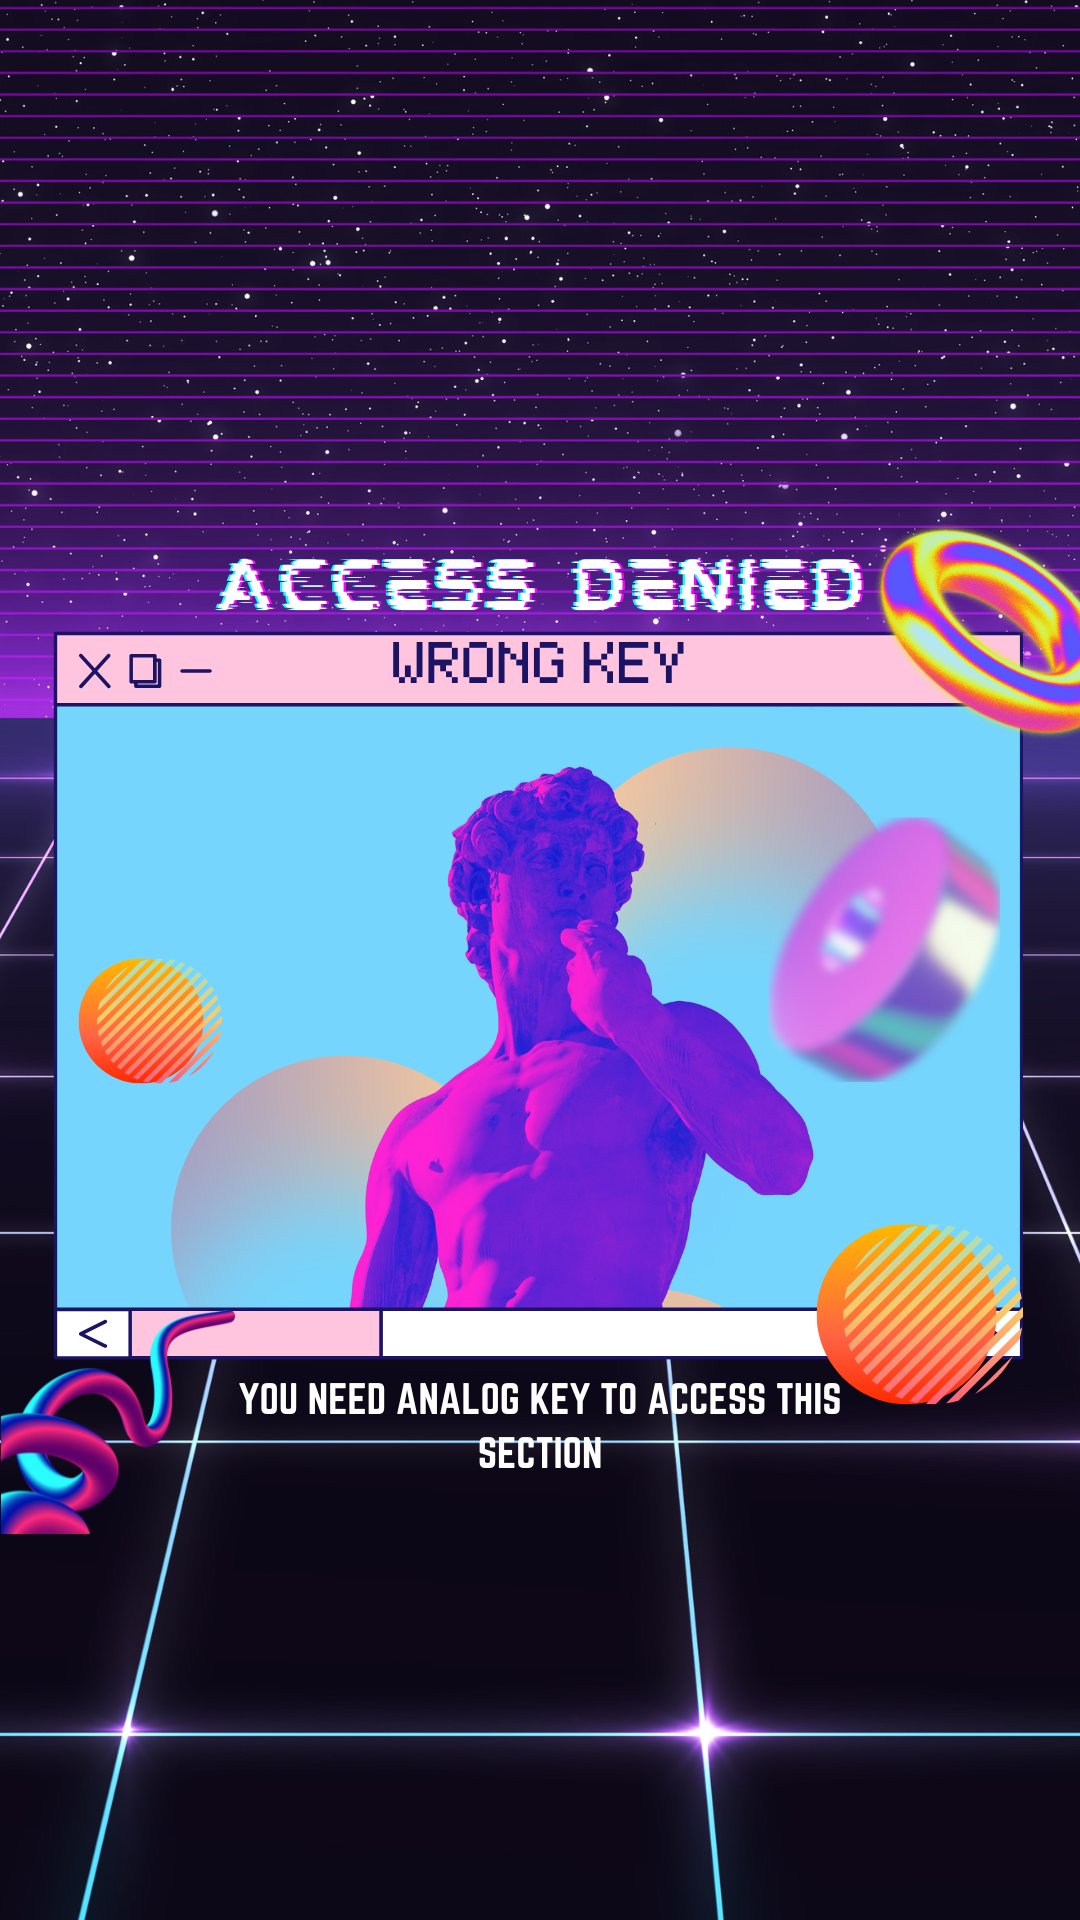 ACCESS DENIED
WRONG KEY
YOU NEED ANALOG KEY TO ACCESS THIS
SECTION